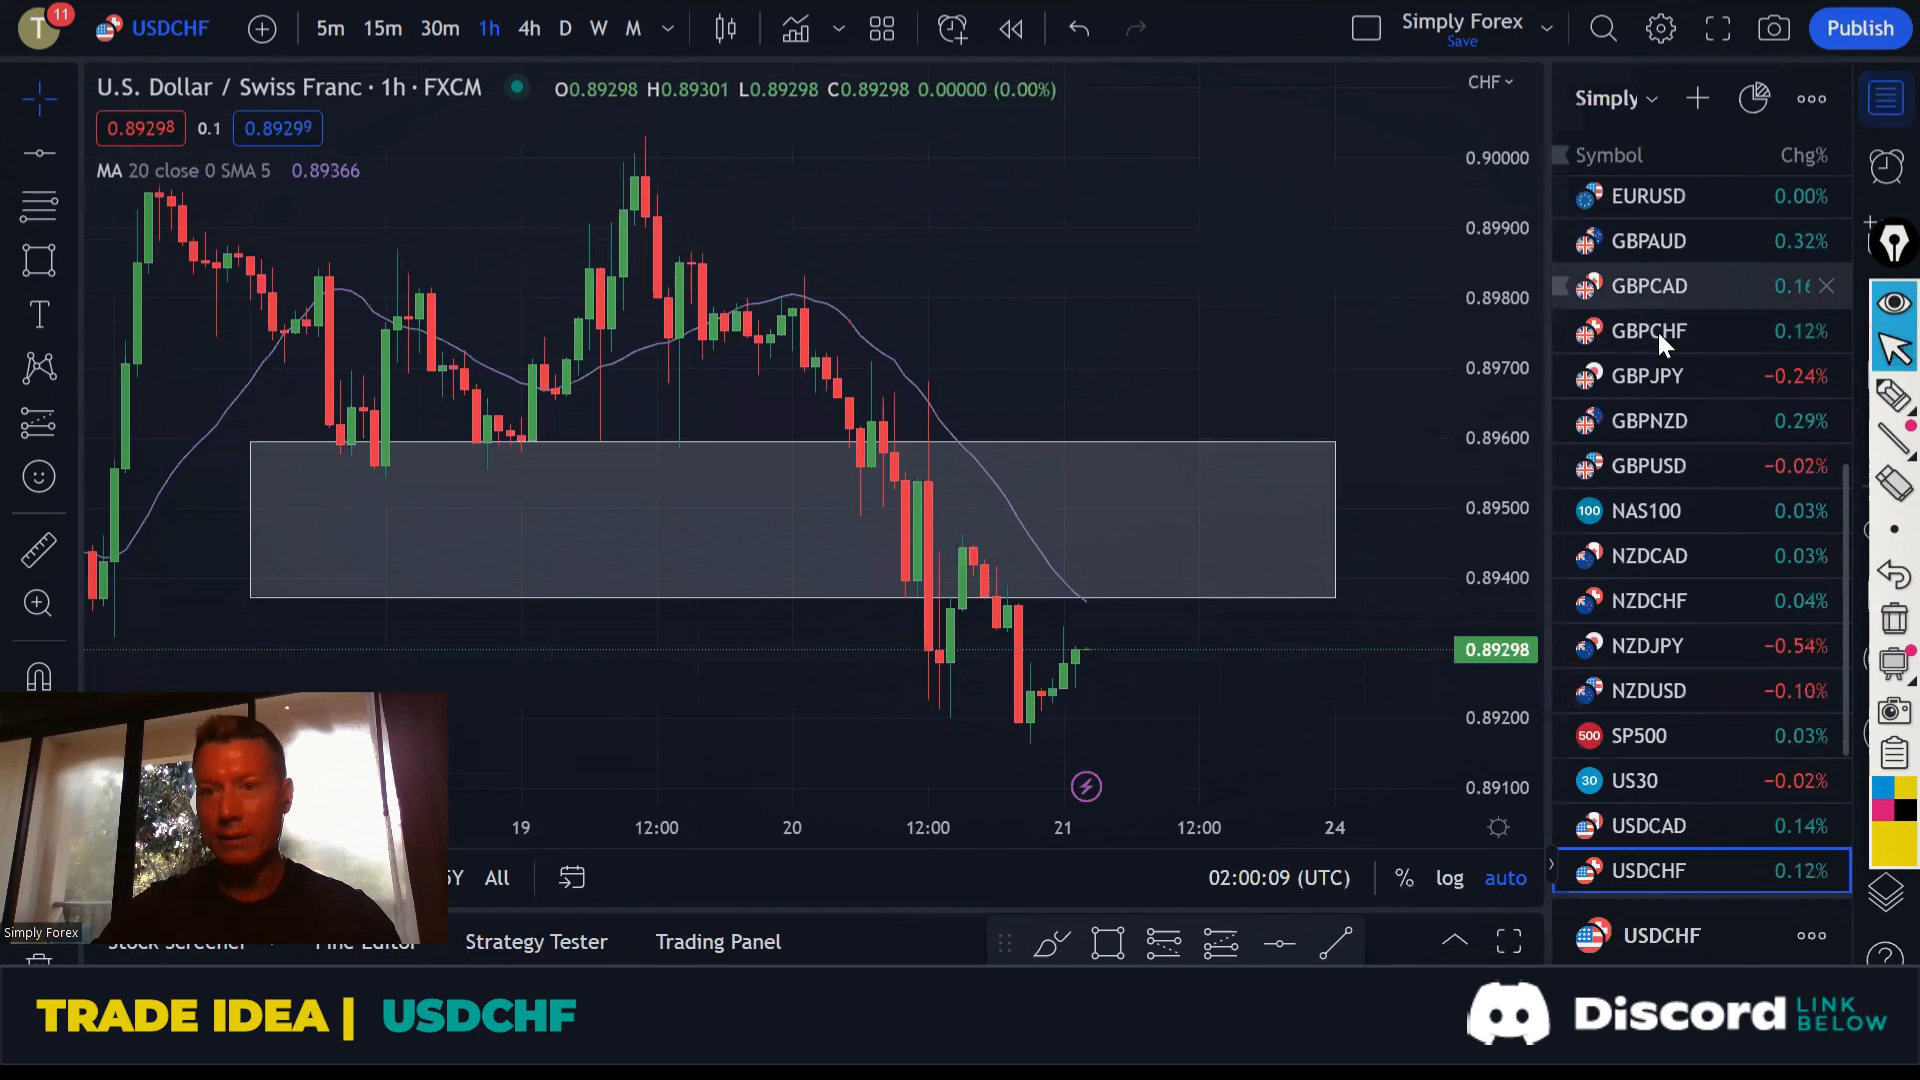 T
11
USDCHF
5m 15m 30m 1h 4h D W M
Simply Forex
Save
Publish
U.S. Dollar / Swiss Franc · 1h · FXCM
O0.89298 H0.89301 L0.89298 C0.89298 0.00000 (0.00%)
0.89298 0.1 0.89299
MA 20 close 0 SMA 5 0.89366
CHF
0.90000
0.89900
0.89800
0.89700
0.89600
0.89500
0.89400
0.89298
0.89200
0.89100
19 12:00 20 12:00 21 12:00 24
5Y All
02:00:09 (UTC)
% log auto
Strategy Tester
Trading Panel
Simply
Symbol Chg%
EURUSD 0.00%
GBPAUD 0.32%
GBPCAD 0.16
GBPCHF 0.12%
GBPJPY −0.24%
GBPNZD 0.29%
GBPUSD −0.02%
100 NAS100 0.03%
NZDCAD 0.03%
NZDCHF 0.04%
NZDJPY −0.54%
NZDUSD −0.10%
500 SP500 0.03%
30 US30 −0.02%
USDCAD 0.14%
USDCHF 0.12%
USDCHF
Simply Forex
TRADE IDEA | USDCHF
Discord LINK BELOW